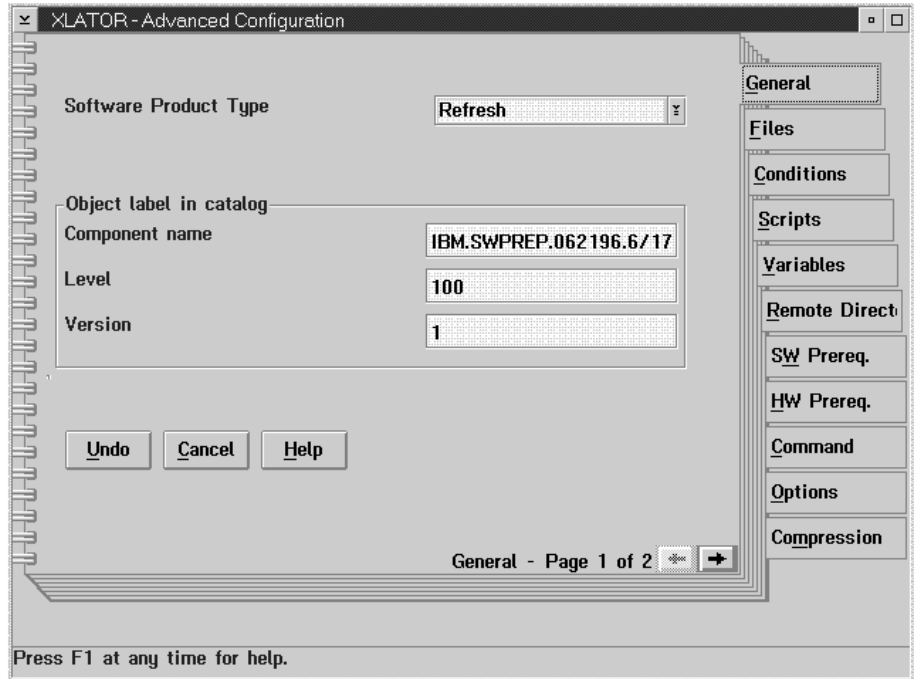 XLATOR - Advanced Configuration
General
Software Product Type
Refresh
Files
Conditions
Object label in catalog
Scripts
Component name
IBM.SWPREP.062196.6/17
Variables
Level
100
Version
1
Remote Direct
SW Prereq.
HW Prereq.
Undo
Cancel
Help
Command
Options
Compression
General - Page 1 of 2
Press F1 at any time for help.